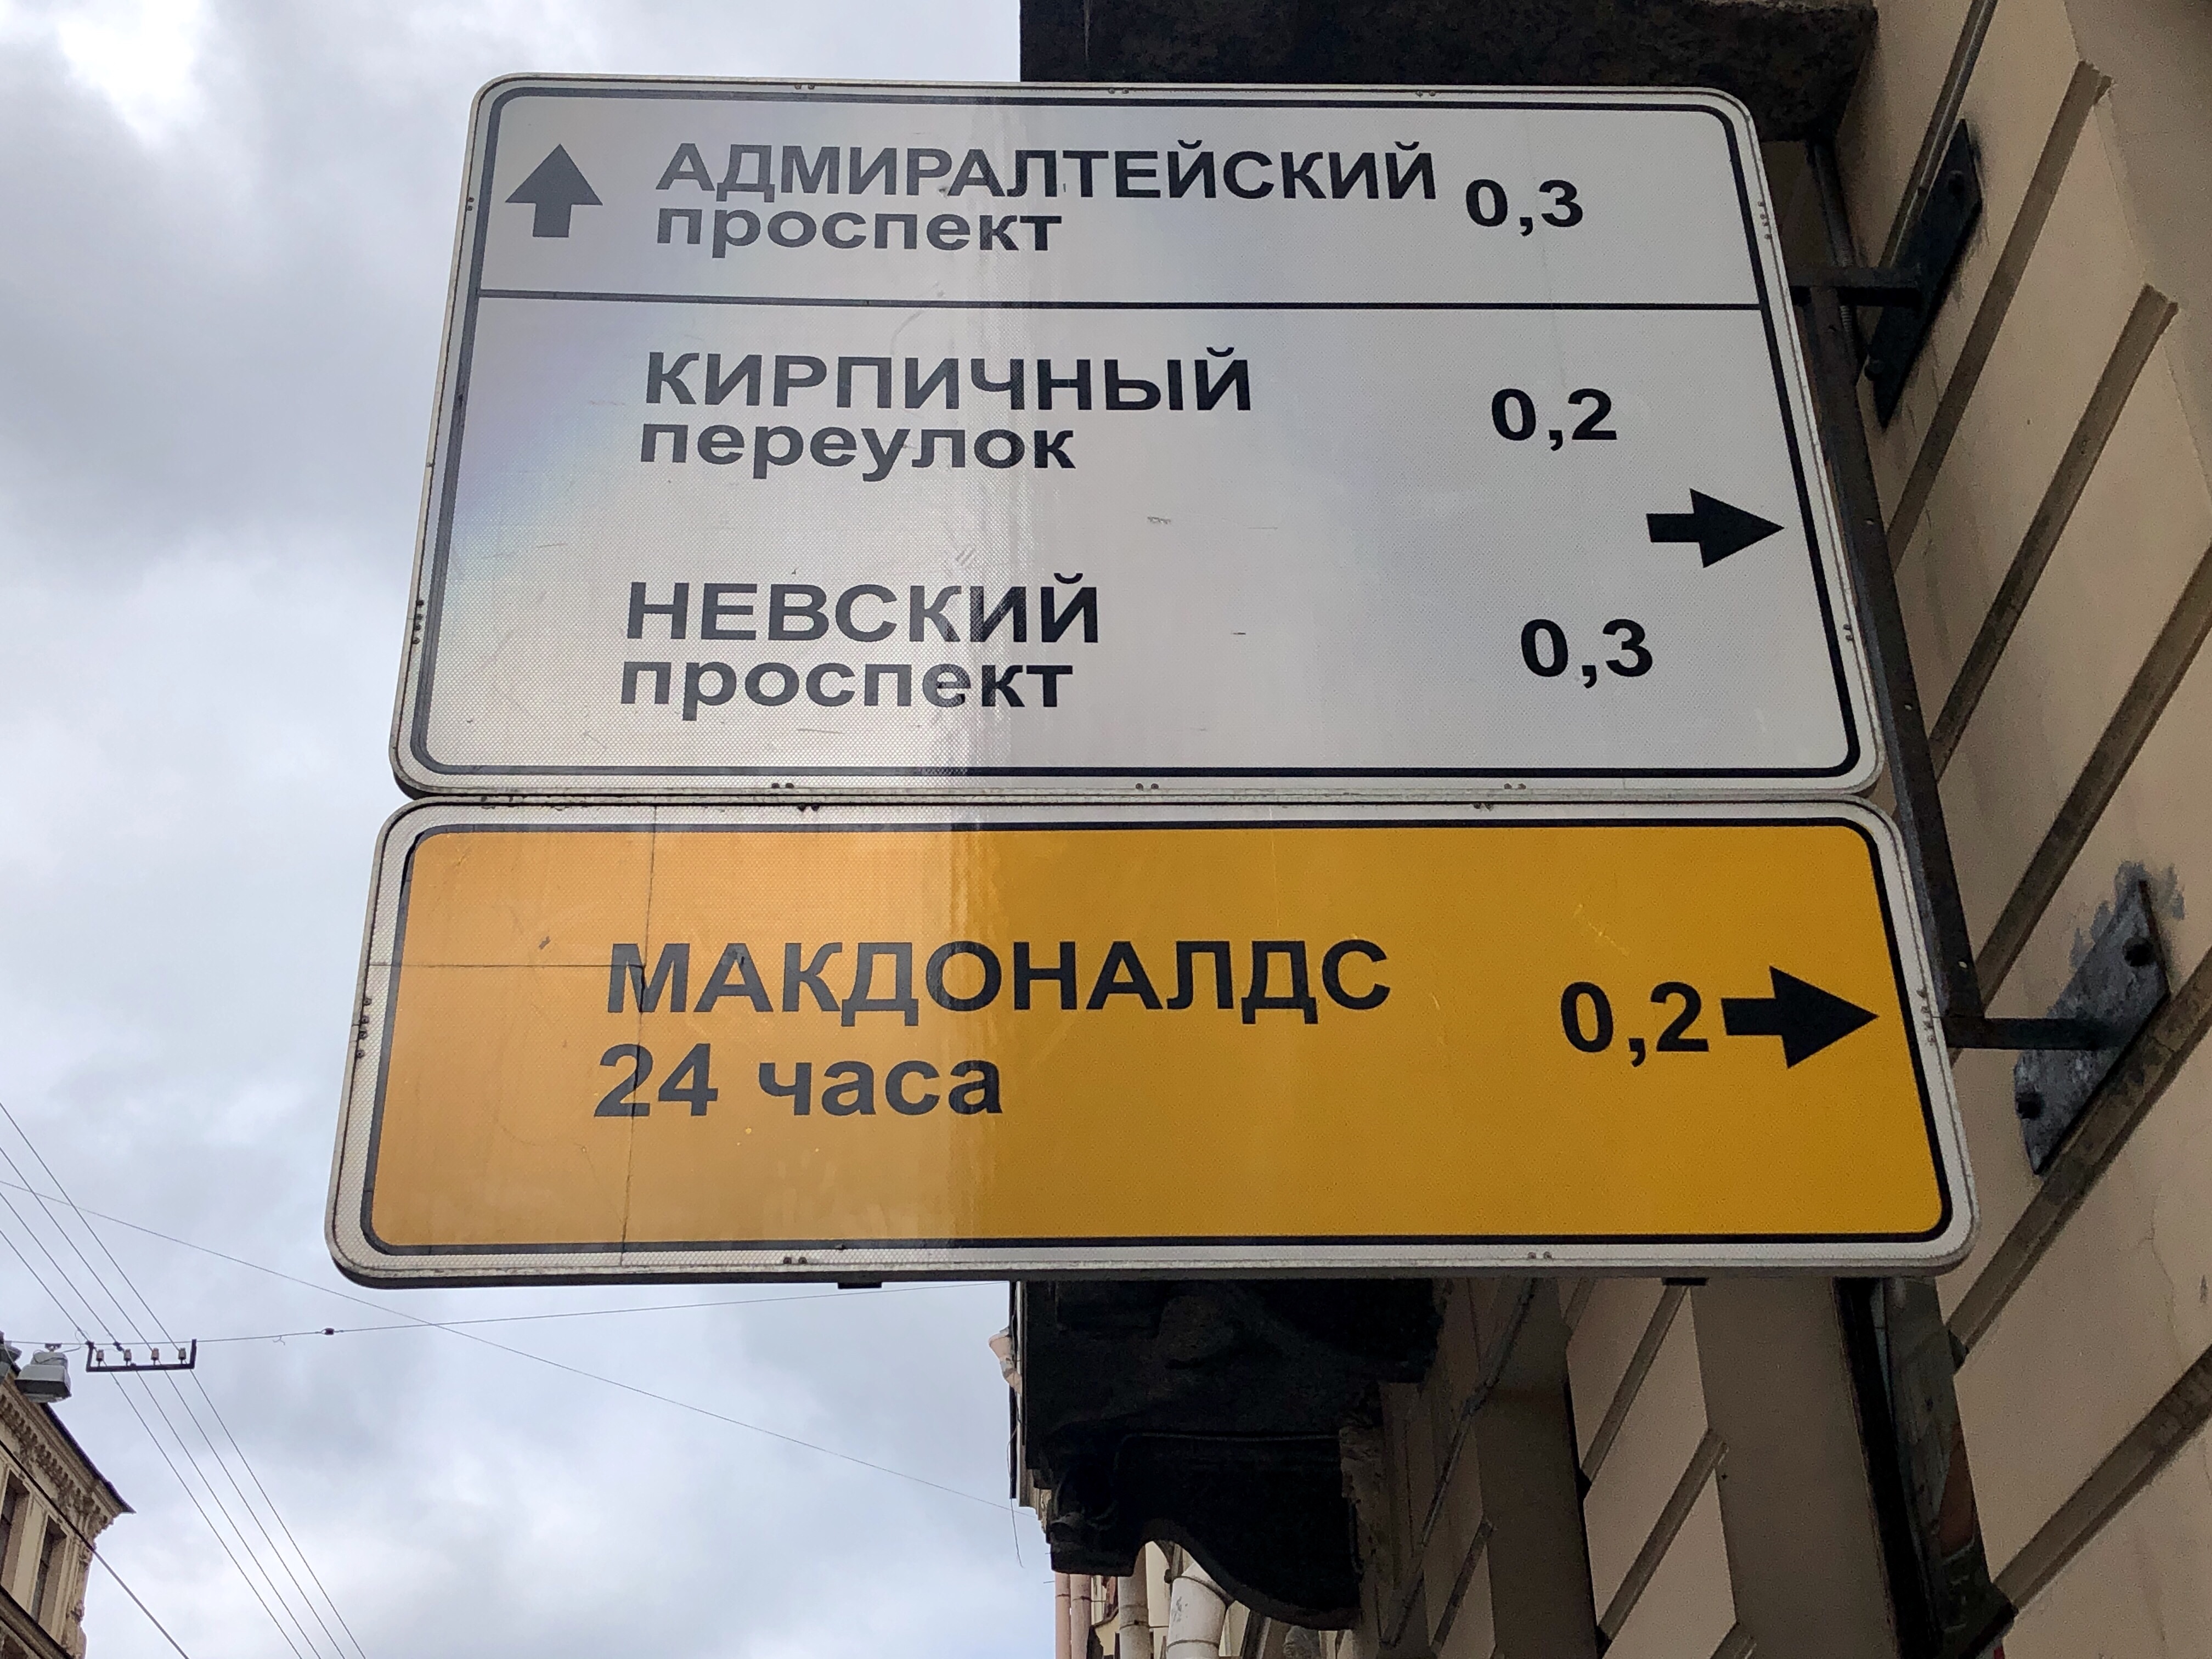 АДМИРАЛТЕЙСКИЙ 0,3
проспект
КИРПИЧНЫЙ 0,2
переулок
НЕВСКИЙ 0,3
проспект
МАКДОНАЛДС 0,2
24 часа